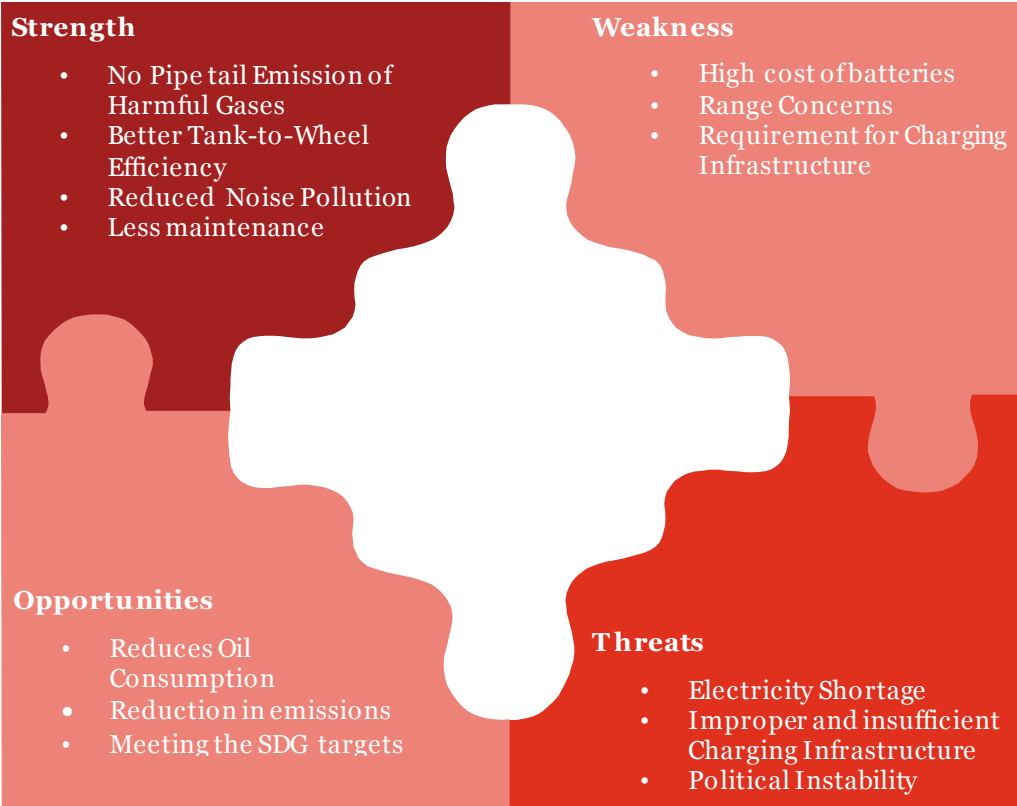 Strength
• No Pipe tail Emission of
Harmful Gases
• Better Tank-to-Wheel
Efficiency
• Reduced Noise Pollution
• Less maintenance
Weakness
• High cost of batteries
• Range Concerns
• Requirement for Charging
Infrastructure
Opportunities
• Reduces Oil
Consumption
• Reduction in emissions
• Meeting the SDG targets
Threats
• Electricity Shortage
• Improper and insufficient
Charging Infrastructure
• Political Instability